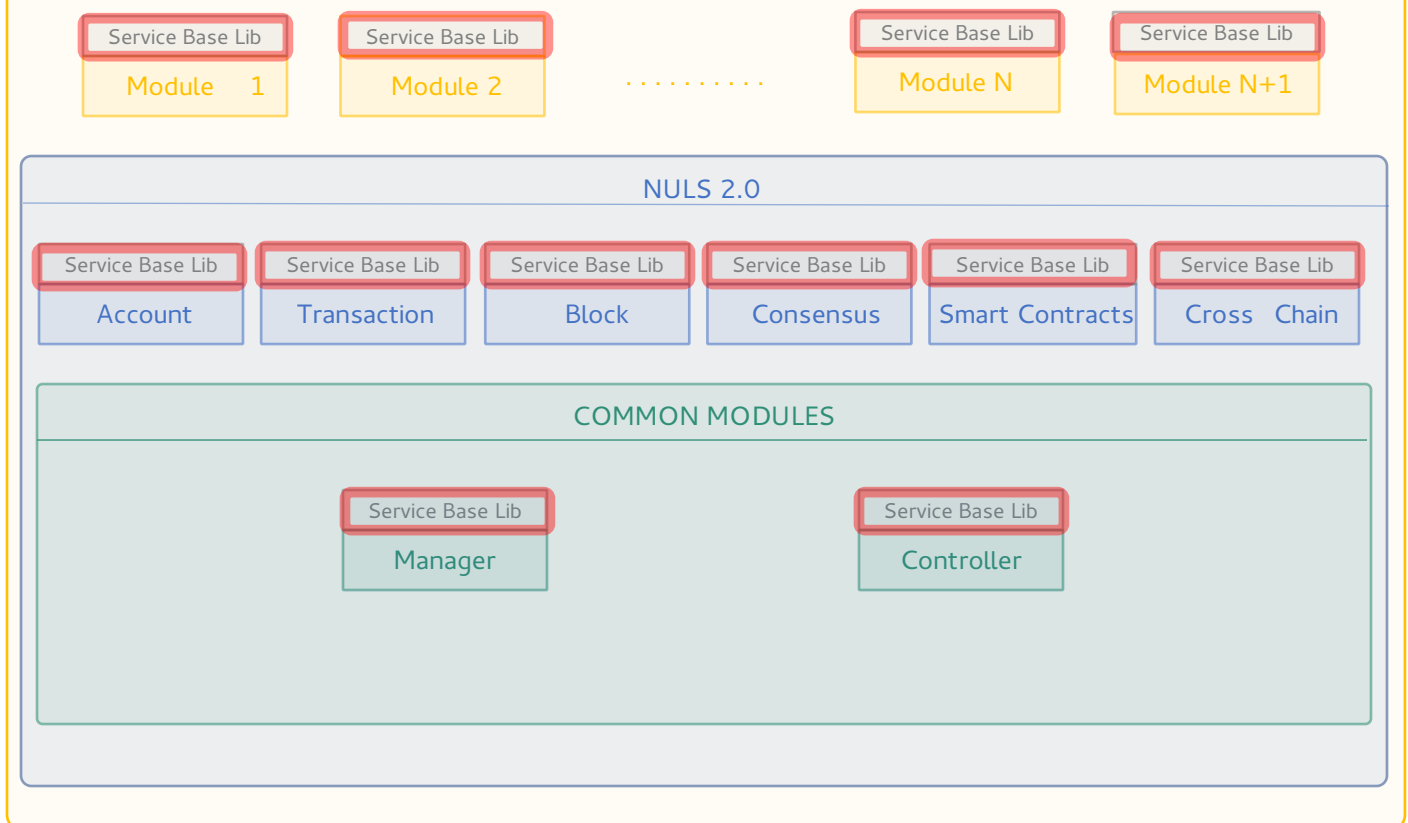 Service Base Lib Service Base Lib Service Base Lib Service Base Lib
Module 1 Module 2 .......... Module N Module N+1
NULS 2.0
Service Base Lib Service Base Lib Service Base Lib Service Base Lib Service Base Lib Service Base Lib
Account Transaction Block Consensus Smart Contracts Cross Chain
COMMON MODULES
Service Base Lib Service Base Lib
Manager Controller